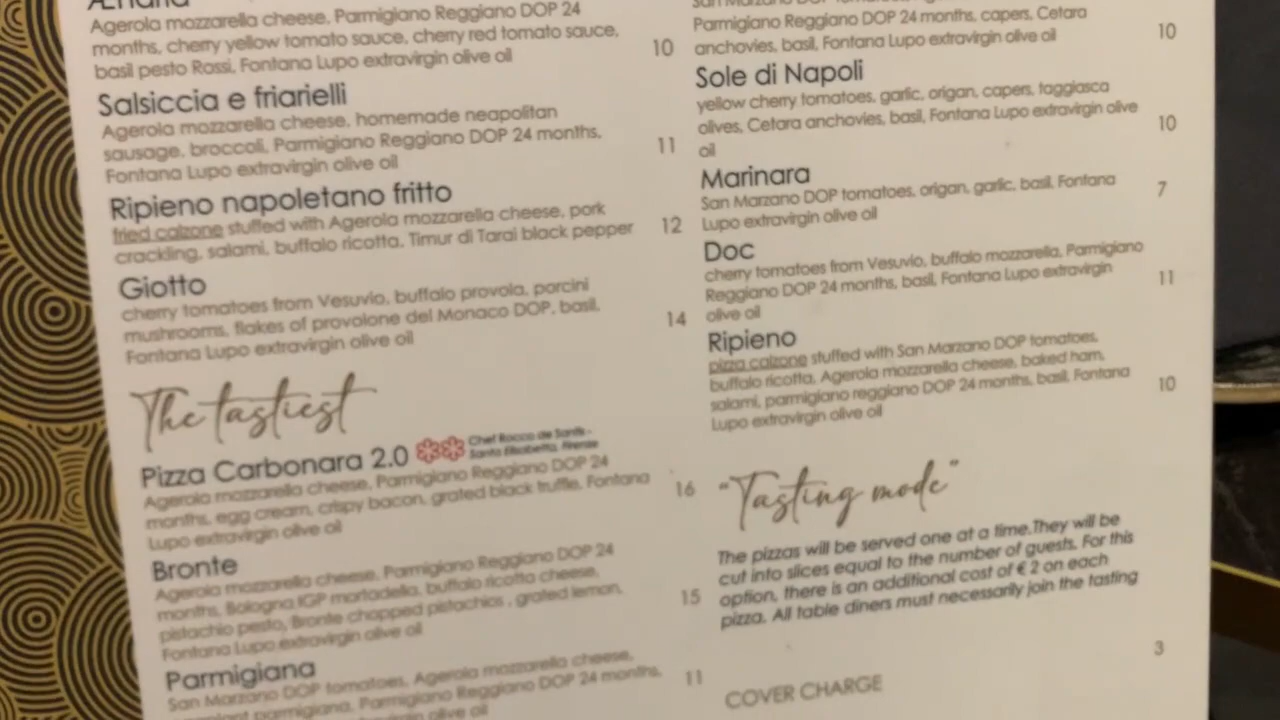 Agerola mozzarella cheese, Parmigiano Reggiano DOP 24
months, cherry yellow tomato sauce, cherry red tomato sauce,
basil pesto Rossi, Fontana Lupo extravirgin olive oil
10
Salsiccia e friarielli
Agerola mozzarella cheese, homemade neapolitan
sausage, broccoli, Parmigiano Reggiano DOP 24 months,
Fontana Lupo extravirgin olive oil
11
Ripieno napoletano fritto
fried calzone stuffed with Agerola mozzarella cheese, pork
crackling, salami, buffalo ricotta, Timur di Tarai black pepper
12
Giotto
cherry tomatoes from Vesuvio, buffalo provola, porcini
mushrooms, flakes of provolone del Monaco DOP, basil,
Fontana Lupo extravirgin olive oil
14
The tastiest
Pizza Carbonara 2.0
Chef Rocco de Santis -
Santa Elisabetta, Firenze
Agerola mozzarella cheese, Parmigiano Reggiano DOP 24
months, egg cream, crispy bacon, grated black truffle, Fontana
Lupo extravirgin olive oil
16
Bronte
Agerola mozzarella cheese, Parmigiano Reggiano DOP 24
months, Bologna IGP mortadella, buffalo ricotta cheese,
pistachio pesto, Bronte chopped pistachios , grated lemon,
Fontana Lupo extravirgin olive oil
15
Parmigiana
San Marzano DOP tomatoes, Agerola mozzarella cheese,
parmigiana, Parmigiano Reggiano DOP 24 months,
extravirgin olive oil
11
Parmigiano Reggiano DOP 24 months, capers, Cetara
anchovies, basil, Fontana Lupo extravirgin olive oil
10
Sole di Napoli
yellow cherry tomatoes, garlic, origan, capers, taggiasca
olives, Cetara anchovies, basil, Fontana Lupo extravirgin olive
oil
10
Marinara
San Marzano DOP tomatoes, origan, garlic, basil, Fontana
Lupo extravirgin olive oil
7
Doc
cherry tomatoes from Vesuvio, buffalo mozzarella, Parmigiano
Reggiano DOP 24 months, basil, Fontana Lupo extravirgin
olive oil
11
Ripieno
pizza calzone stuffed with San Marzano DOP tomatoes,
buffalo ricotta, Agerola mozzarella cheese, baked ham,
salami, parmigiano reggiano DOP 24 months, basil, Fontana
Lupo extravirgin olive oil
10
"Tasting mode"
The pizzas will be served one at a time.They will be
cut into slices equal to the number of guests. For this
option, there is an additional cost of € 2 on each
pizza. All table diners must necessarily join the tasting
COVER CHARGE
3